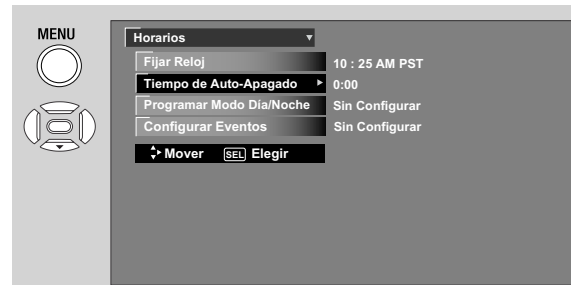 MENU
Horarios
Fijar Reloj 10 : 25 AM PST
Tiempo de Auto-Apagado 0:00
Programar Modo Día/Noche Sin Configurar
Configurar Eventos Sin Configurar
Mover SEL Elegir